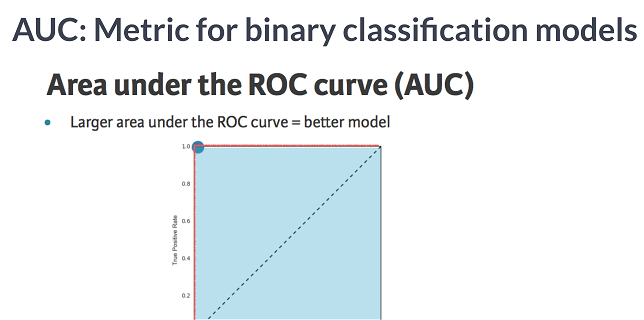 AUC: Metric for binary classification models
Area under the ROC curve (AUC)
• Larger area under the ROC curve = better model
1.0
0.8
0.6
0.4
0.2
True Positive Rate